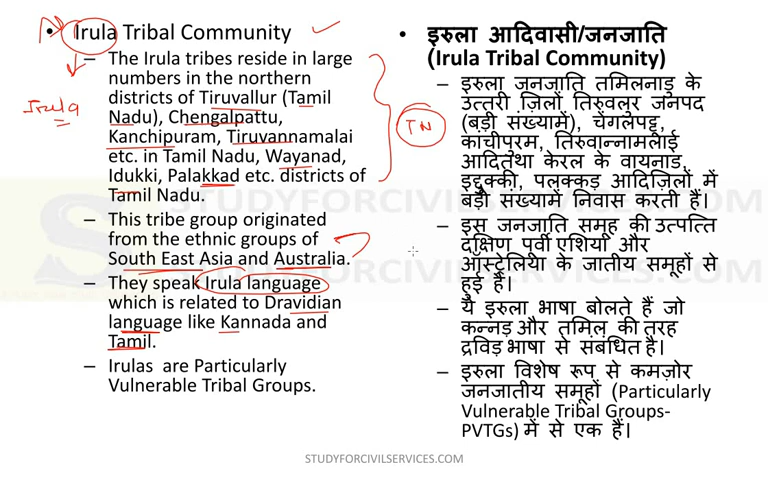 Irula Tribal Community
The Irula tribes reside in large
numbers in the northern
districts of Tiruvallur (Tamil
Nadu), Chengalpattu,
Kanchipuram, Tiruvannamalai
etc. in Tamil Nadu, Wayanad,
Idukki, Palakkad etc. districts of
Tamil Nadu.
This tribe group originated
from the ethnic groups of
South East Asia and Australia.
They speak Irula language
which is related to Dravidian
language like Kannada and
Tamil.
Irulas are Particularly
Vulnerable Tribal Groups.
Irula
TN
इरुला आदिवासी/जनजाति
(Irula Tribal Community)
इरुला जनजाति तमिलनाडु के
उत्तरी ज़िलों तिरुवलुर जनपद
(बड़ी संख्यामें), चेंगलपट्टू,
कांचीपुरम, तिरुवान्नामलाई
आदितथा केरल के वायनाड,
इदुक्की, पलक्कड़ आदिज़िलों में
बड़ी संख्यामें निवास करती हैं।
इस जनजाति समूह की उत्पत्ति
दक्षिण पूर्वी एशिया और
ऑस्ट्रेलिया के जातीय समूहों से
हुई है।
ये इरुला भाषा बोलते हैं जो
कन्नड़ और तमिल की तरह
द्रविड़ भाषा से संबंधित है।
इरुला विशेष रूप से कमज़ोर
जनजातीय समूहों (Particularly
Vulnerable Tribal Groups-
PVTGs) में से एक हैं।
STUDYFORCIVILSERVICES.COM